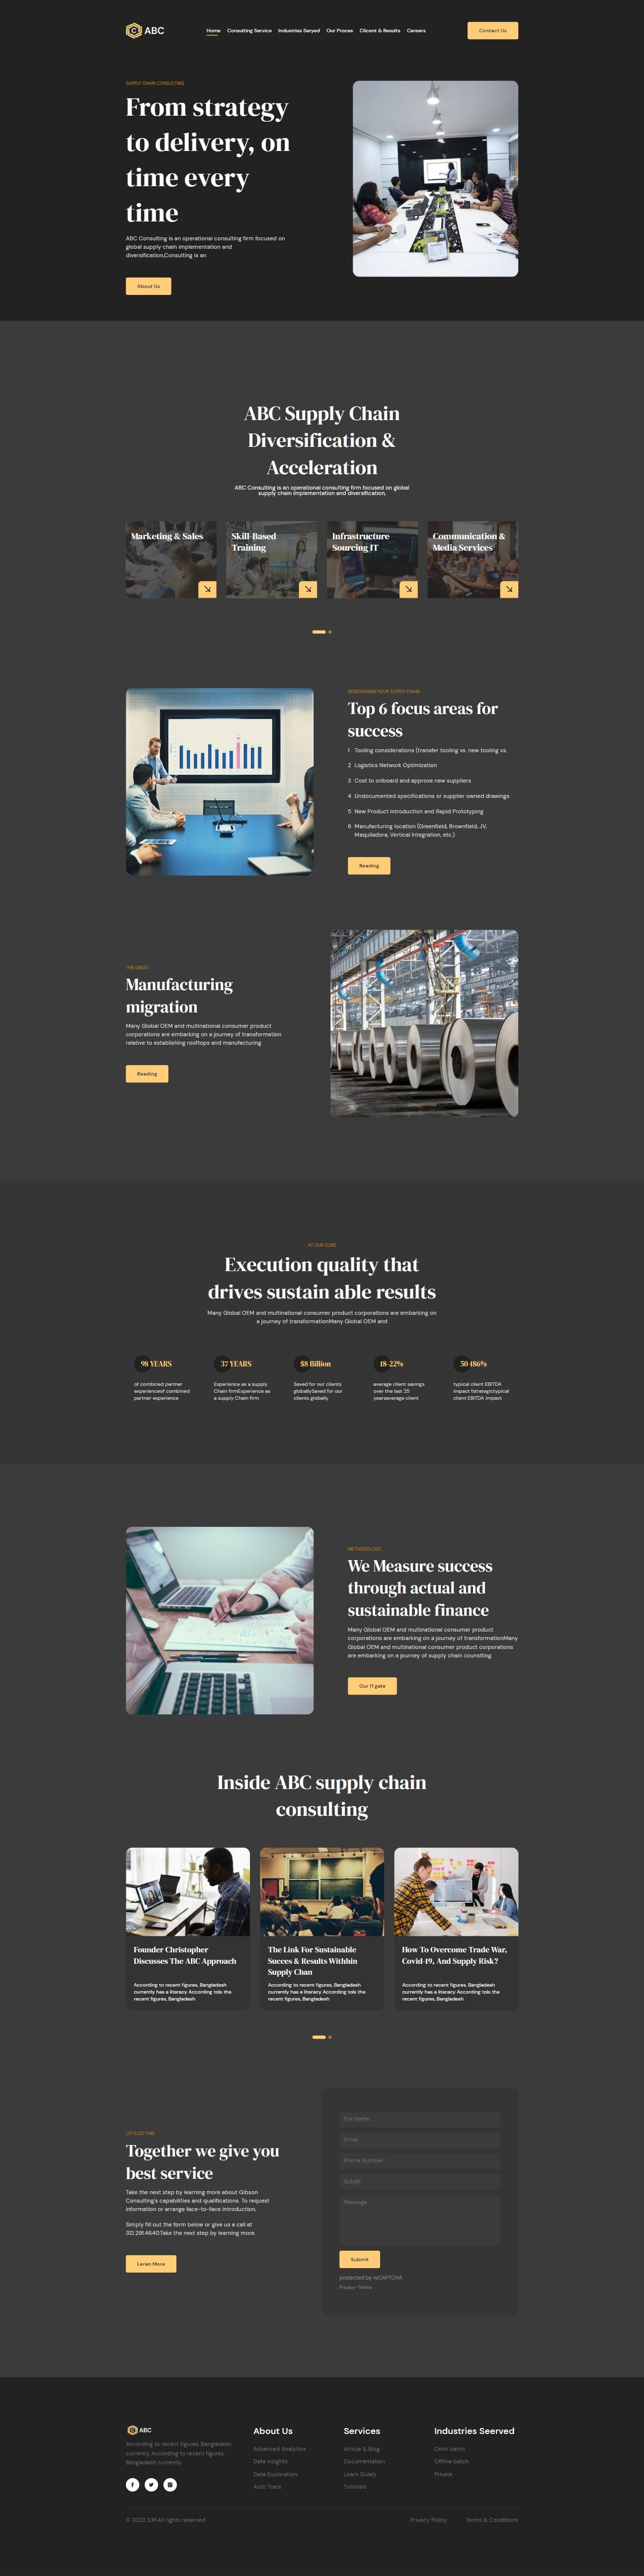 ABC
Home Consulting Service Industries Seryed Our Proces Clicent & Results Careers
Contact Us
SUPPLY CHAIN CONSULTING
From strategy
to delivery, on
time every
time
ABC Consulting is an operational consulting firm focused on
global supply chain implementation and
diversification,Consulting is an
About Us
ABC Supply Chain
Diversification &
Acceleration
ABC Consulting is an operational consulting firm focused on global
supply chain implementation and diversification,
Marketing & Sales
Skill-Based
Training
Infrastructure
Sourcing IT
Communication &
Media Services
REDESIGNING YOUR SUPPLY CHAIN
Top 6 focus areas for
success
1 Tooling considerations (transfer tooling vs. new tooling vs.
2 Logistics Network Optimization
3 Cost to onboard and approve new suppliers
4 Undocumented specifications or supplier owned drawings
5 New Product Introduction and Rapid Prototyping
6 Manufacturing location (Greenfield, Brownfield, JV,
Maquiladora, Vertical Integration, etc.)
Reading
THE GREAT
Manufacturing
migration
Many Global OEM and multinational consumer product
corporations are embarking on a journey of transformation
relative to establishing rooftops and manufacturing
Reading
AT OUR CORE
Execution quality that
drives sustain able results
Many Global OEM and multinational consumer product corporations are embarking on
a journey of transformationMany Global OEM and
98 YEARS
of combined partner
experienceof combined
partner experience
37 YEARS
Experience as a supply
Chain firmExperience as
a supply Chain firm
$8 Billion
Saved for our clients
globallySaved for our
clients globally
18-22%
average client savings
over the last 25
yearsaverage client
50-186%
typical client EBITDA
impact fstrategictypical
client EBITDA impact
METHODOLOGY
We Measure success
through actual and
sustainable finance
Many Global OEM and multinational consumer product
corporations are embarking on a journey of transformationMany
Global OEM and multinational consumer product corporations
are embarking on a journey of supply chain counsilting.
Our 11 gate
Inside ABC supply chain
consulting
Founder Christopher
Discusses The ABC Approach
According to recent figures, Bangladesh
currently has a literacy According tols the
recent figures, Bangladesh
The Link For Sustainable
Succes & Results Withhin
Supply Chan
According to recent figures, Bangladesh
currently has a literacy According tols the
recent figures, Bangladesh
How To Overcome Trade War,
Covid-19, And Supply Risk?
According to recent figures, Bangladesh
currently has a literacy According tols the
recent figures, Bangladesh
LET'S DO THIS
Together we give you
best service
Take the next step by learning more about Gibson
Consulting's capabilities and qualifications. To request
information or arrange face-to-face introduction,
Simply fill out the form below or give us a call at
312.291.4640.Take the next step by learning more.
Leran More
Full Name
Email
Phone Number
Subjet
Message
Submit
protected by reCAPTCHA
Privacy - Terms
ABC
According to recent figures, Bangladesh
currently According to recent figures,
Bangladesh currently
About Us
Advanced Analytics
Data Insights
Data Exploration
Auto Track
Services
Article & Blog
Documentation
Learn Guiely
Tutorials
Industries Seerved
Onlin batch
Offline batch
Private
© 2022 S.M.All rights reserved.
Privacy Policy Terms & Conditions